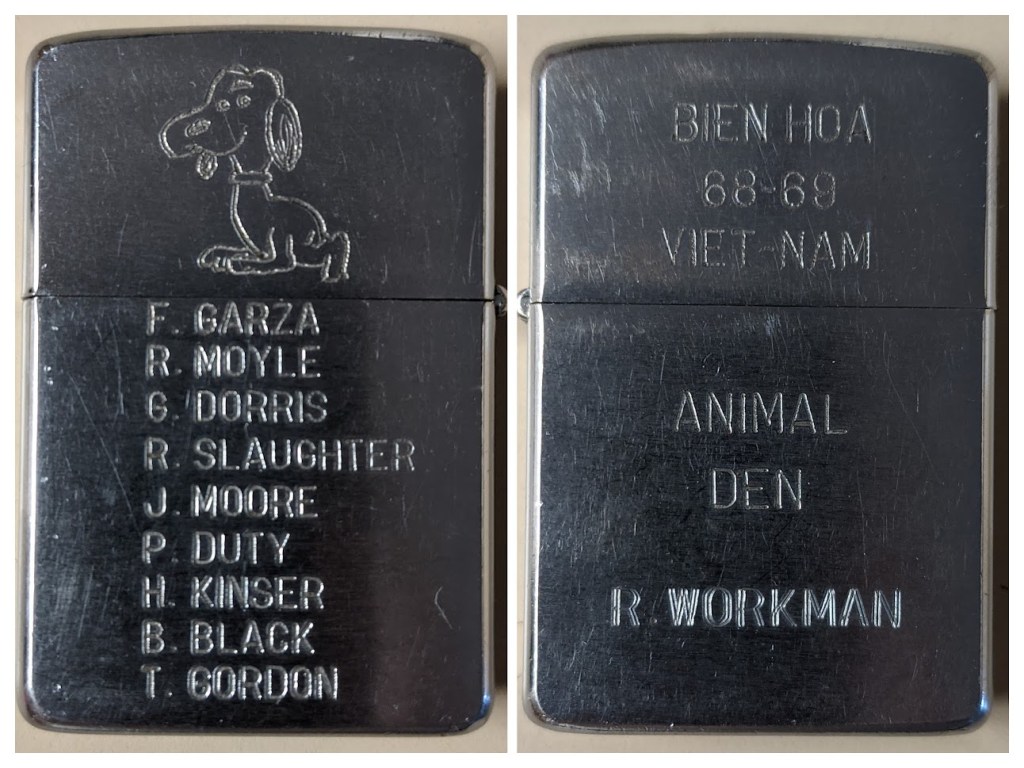 F. GARZA
R. MOYLE
G. DORRIS
R. SLAUGHTER
J. MOORE
P. DUTY
H. KINSER
B. BLACK
T. GORDON
BIEN HOA
68-69
VIET-NAM
ANIMAL
DEN
R. WORKMAN